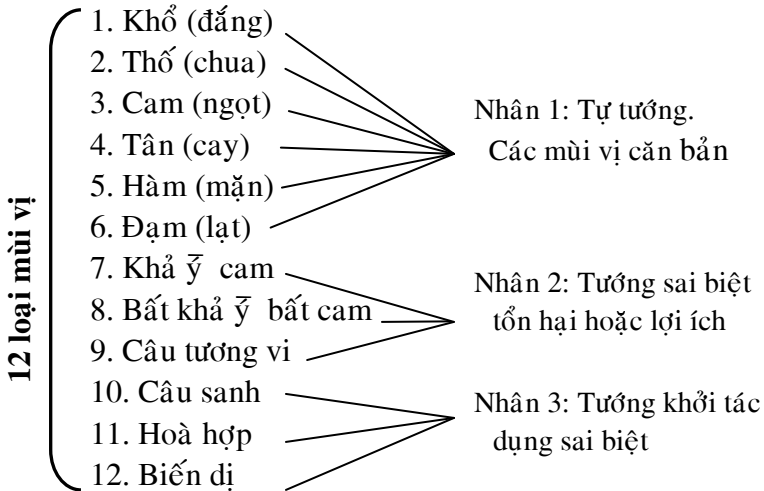 12 loại mùi vị
1. Khổ (đắng)
2. Thố (chua)
3. Cam (ngọt)
4. Tân (cay)
5. Hàm (mặn)
6. Đạm (lạt)
7. Khả ȳ cam
8. Bất khả ȳ bất cam
9. Câu tương vi
10. Câu sanh
11. Hoà hợp
12. Biến dị
Nhân 1: Tự tướng.
Các mùi vị căn bản
Nhân 2: Tướng sai biệt
tổn hại hoặc lợi ích
Nhân 3: Tướng khởi tác
dụng sai biệt